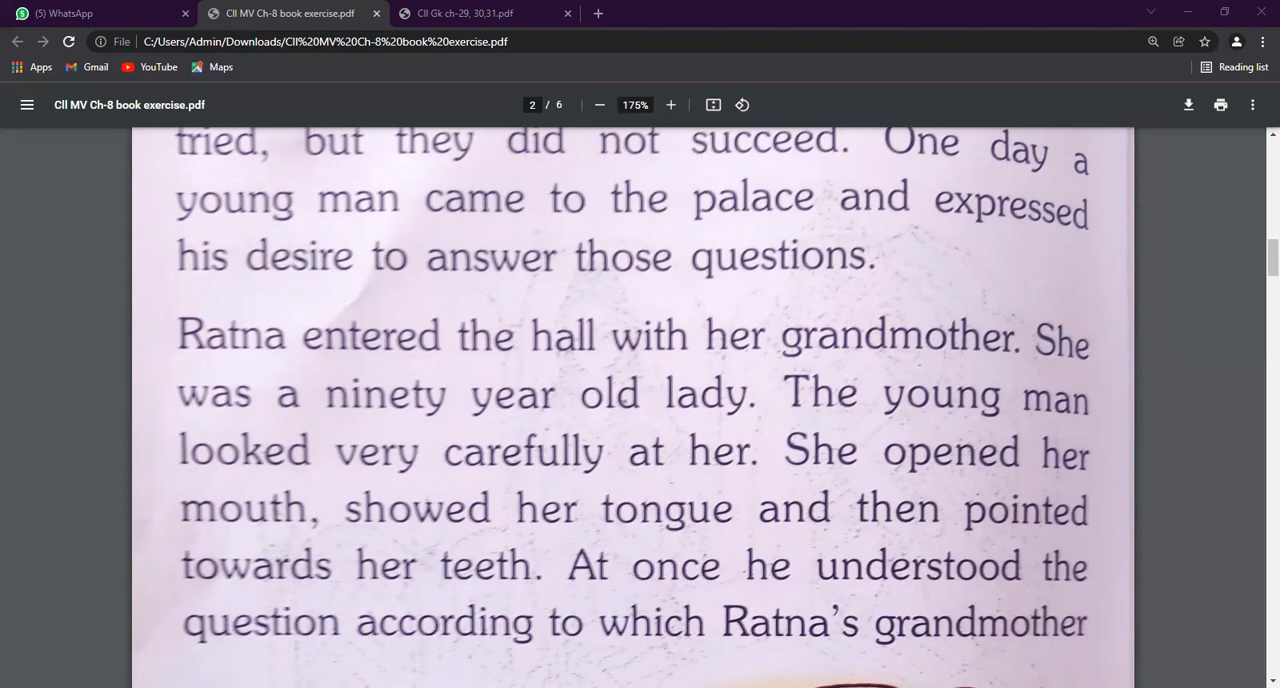 (5) WhatsApp
Cll MV Ch-8 book exercise.pdf
Cll Gk ch-29, 30,31.pdf
File
C:/Users/Admin/Downloads/Cll%20MV%20Ch-8%20book%20exercise.pdf
Apps
Gmail
YouTube
Maps
Reading list
Cll MV Ch-8 book exercise.pdf
2 / 6
175%
tried, but they did not succeed. One day a
young man came to the palace and expressed
his desire to answer those questions.
Ratna entered the hall with her grandmother. She
was a ninety year old lady. The young man
looked very carefully at her. She opened her
mouth, showed her tongue and then pointed
towards her teeth. At once he understood the
question according to which Ratna's grandmother